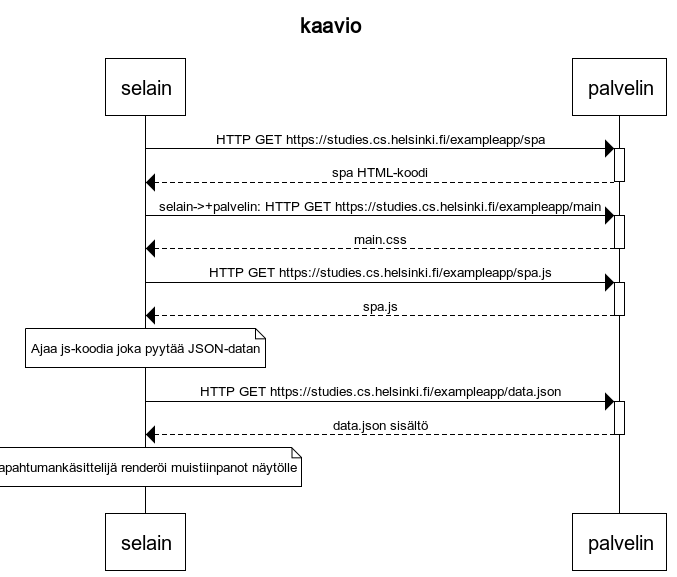 kaavio
selain
palvelin
HTTP GET https://studies.cs.helsinki.fi/exampleapp/spa
spa HTML-koodi
selain->+palvelin: HTTP GET https://studies.cs.helsinki.fi/exampleapp/main
main.css
HTTP GET https://studies.cs.helsinki.fi/exampleapp/spa.js
spa.js
Ajaa js-koodia joka pyytää JSON-datan
HTTP GET https://studies.cs.helsinki.fi/exampleapp/data.json
data.json sisältö
apahtumankäsittelijä renderöi muistiinpanot näytölle
selain
palvelin